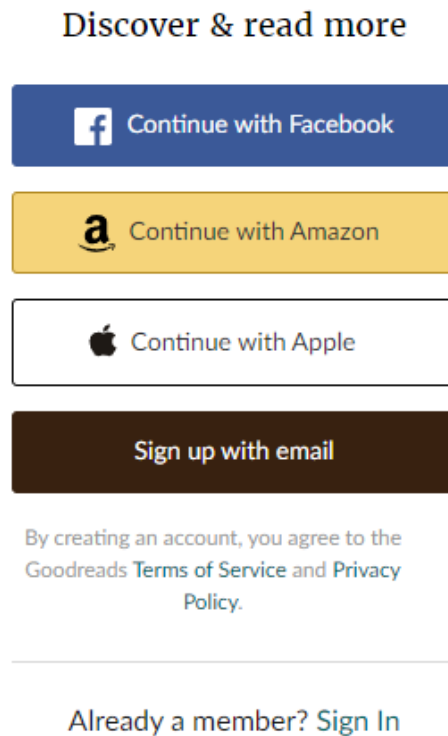 Discover & read more
Continue with Facebook
Continue with Amazon
Continue with Apple
Sign up with email
By creating an account, you agree to the
Goodreads Terms of Service and Privacy
Policy.
Already a member? Sign In